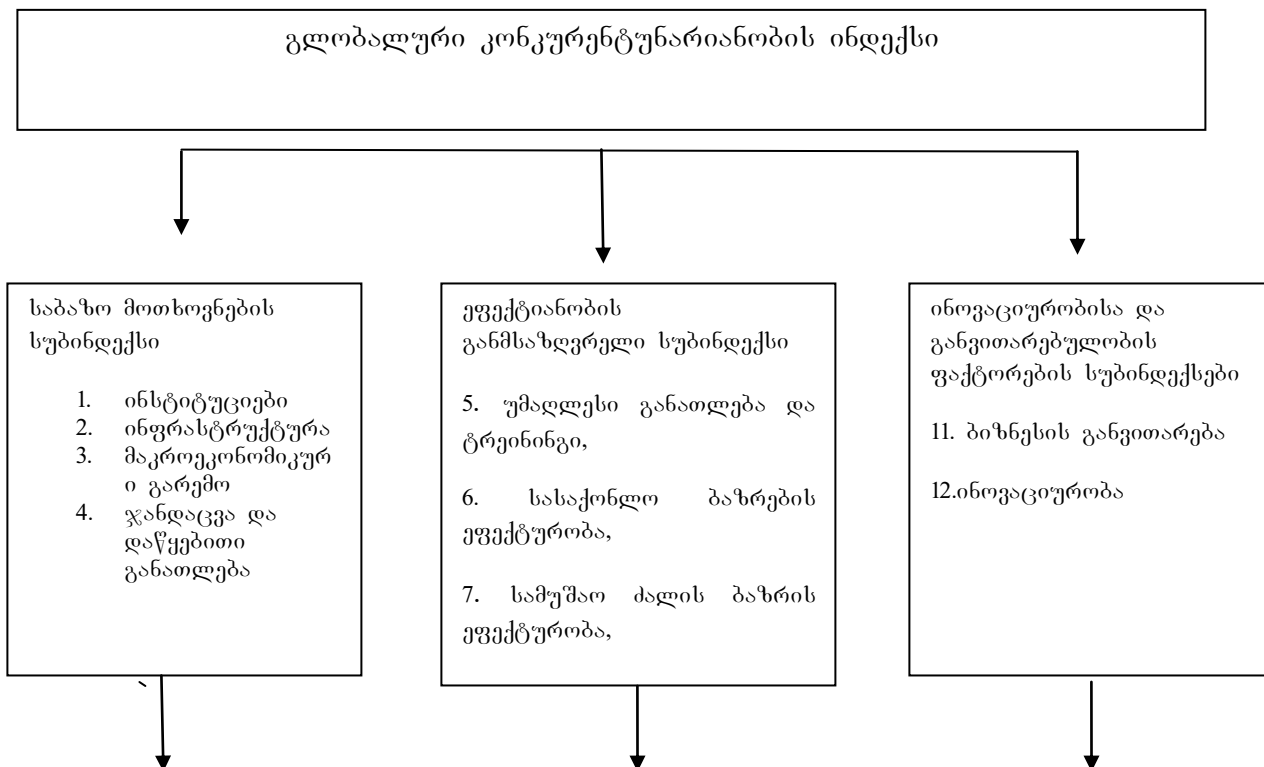 გლობალური კონკურენტუნარიანობის ინდექსი
საბაზო მოთხოვნების
სუბინდექსი
1. ინსტიტუციები
2. ინფრასტრუქტურა
3. მაკროეკონომიკურ
ი გარემო
4. ჯანდაცვა და
დაწყებითი
განათლება
ეფექტიანობის
განმსაზღვრელი სუბინდექსი
5. უმაღლესი განათლება და
ტრეინინგი,
6. სასაქონლო ბაზრების
ეფექტურობა,
7. სამუშაო ძალის ბაზრის
ეფექტურობა,
ინოვაციურობისა და
განვითარებულობის
ფაქტორების სუბინდექსები
11. ბიზნესის განვითარება
12.ინოვაციურობა